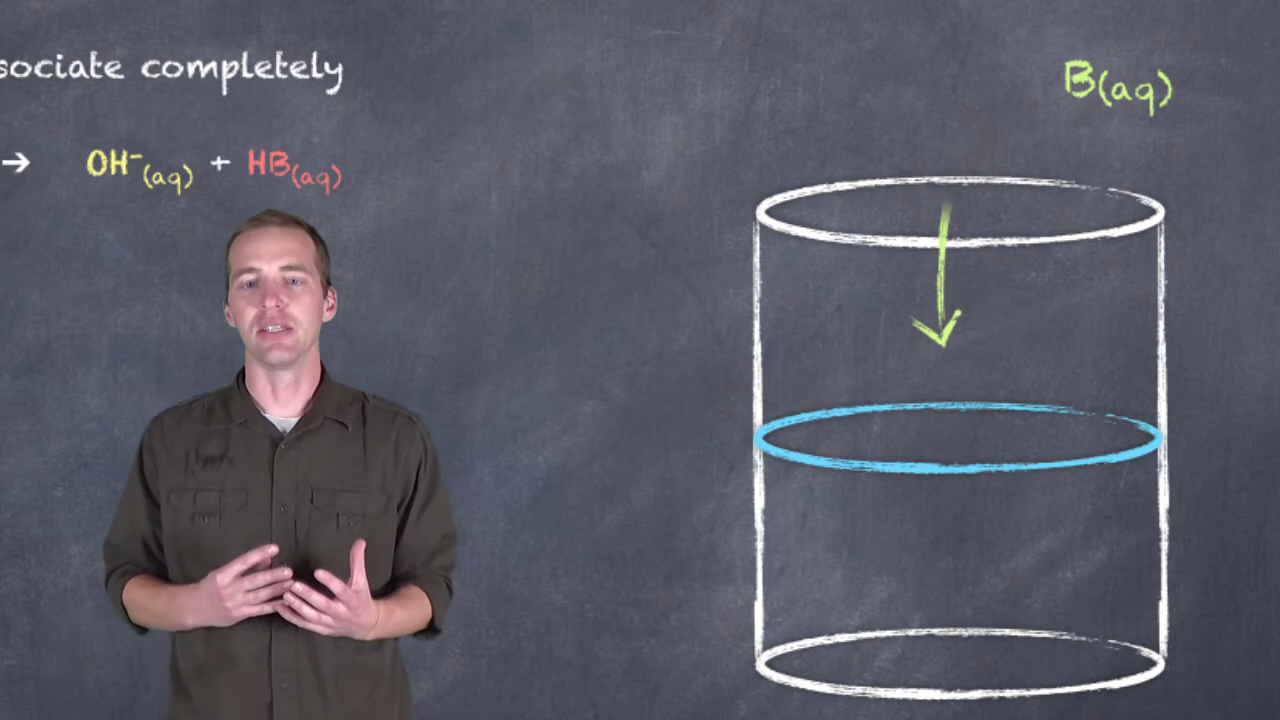 sociate completely
B(aq)
→ OH⁻(aq) + HB(aq)